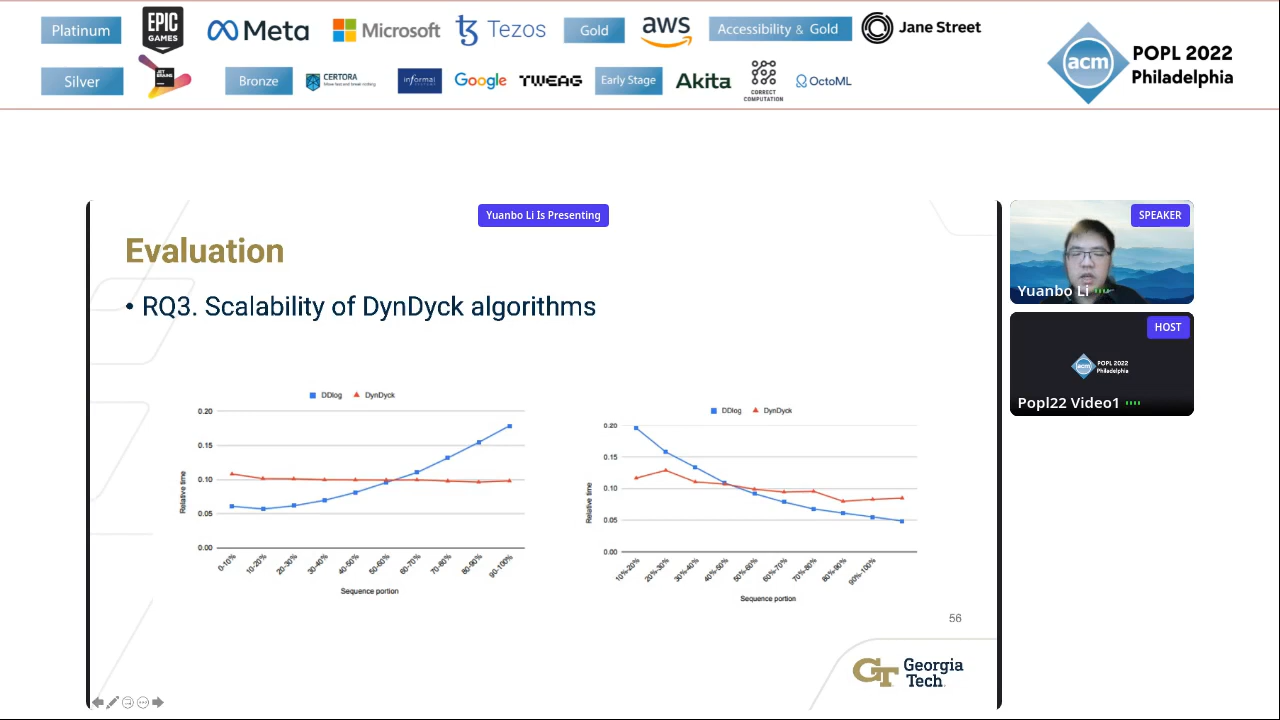 Platinum
EPIC GAMES
Meta
Microsoft
Tezos
Gold
aws
Accessibility & Gold
Jane Street
Silver
JET BRAINS
Bronze
CERTORA
informal
Google
TWEAG
Early Stage
Akita
CORRECT COMPUTATION
OctoML
acm
POPL 2022
Philadelphia
Yuanbo Li Is Presenting
Evaluation
• RQ3. Scalability of DynDyck algorithms
DDlog DynDyck
0.20
0.15
0.10
0.05
0.00
Relative time
0-10% 10-20% 20-30% 30-40% 40-50% 50-60% 60-70% 70-80% 80-90% 90-100%
Sequence portion
DDlog DynDyck
0.20
0.15
0.10
0.05
0.00
Relative time
10%-20% 20%-30% 30%-40% 40%-50% 50%-60% 60%-70% 70%-80% 80%-90% 90%-100%
Sequence portion
56
GT Georgia
Tech
SPEAKER
Yuanbo Li
HOST
acm POPL 2022
Philadelphia
Popl22 Video1